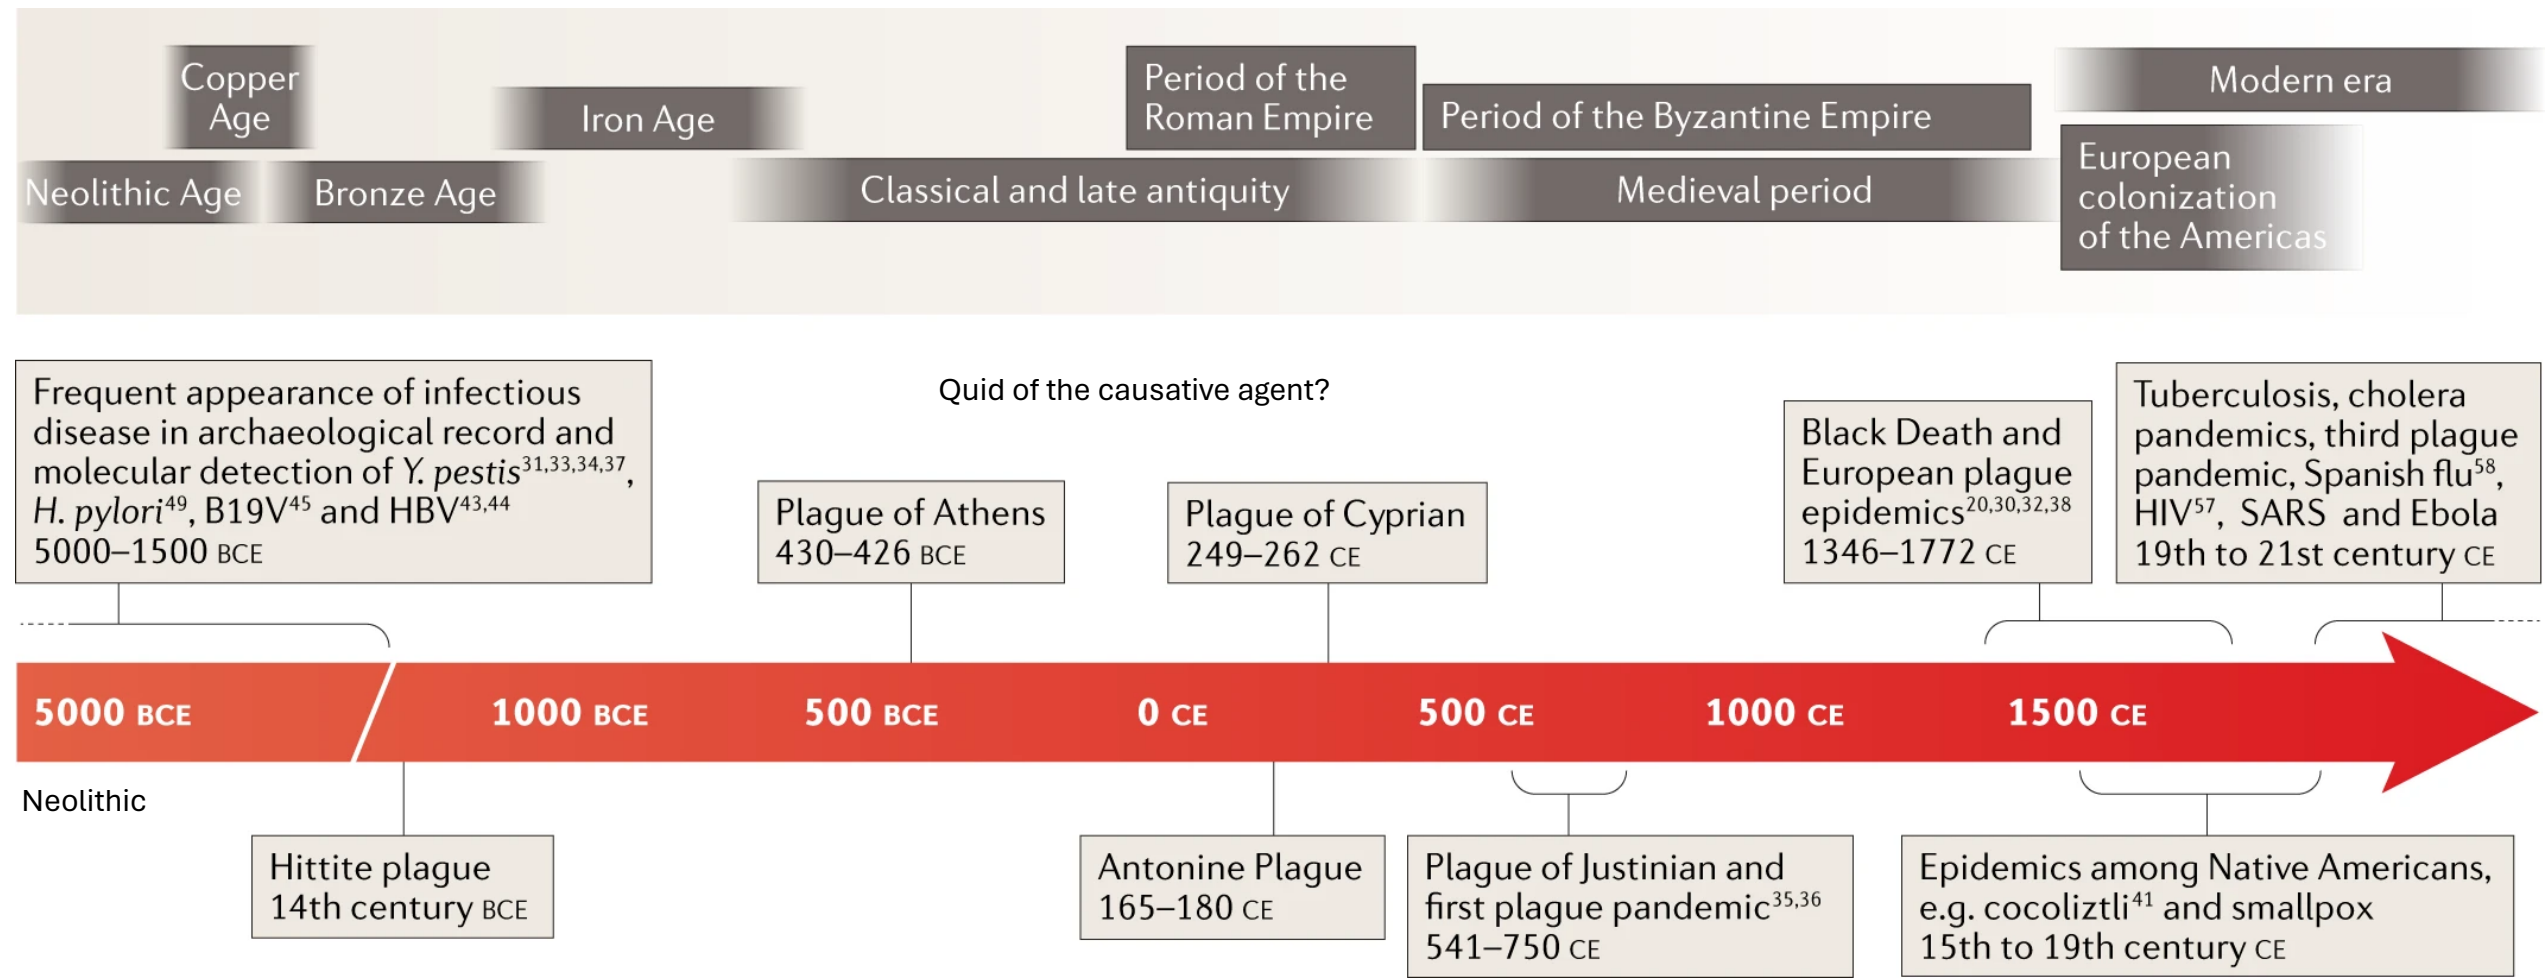 Copper
Age
Iron Age
Neolithic Age
Bronze Age
Period of the
Roman Empire
Period of the Byzantine Empire
Classical and late antiquity
Medieval period
Modern era
European
colonization
of the Americas
Frequent appearance of infectious
disease in archaeological record and
molecular detection of Y. pestis31,33,34,37,
H. pylori49, B19V45 and HBV43,44
5000–1500 BCE
Quid of the causative agent?
Plague of Athens
430–426 BCE
Plague of Cyprian
249–262 CE
Black Death and
European plague
epidemics20,30,32,38
1346–1772 CE
Tuberculosis, cholera
pandemics, third plague
pandemic, Spanish flu58,
HIV57, SARS and Ebola
19th to 21st century CE
5000 BCE
1000 BCE
500 BCE
0 CE
500 CE
1000 CE
1500 CE
Neolithic
Hittite plague
14th century BCE
Antonine Plague
165–180 CE
Plague of Justinian and
first plague pandemic35,36
541–750 CE
Epidemics among Native Americans,
e.g. cocoliztli41 and smallpox
15th to 19th century CE